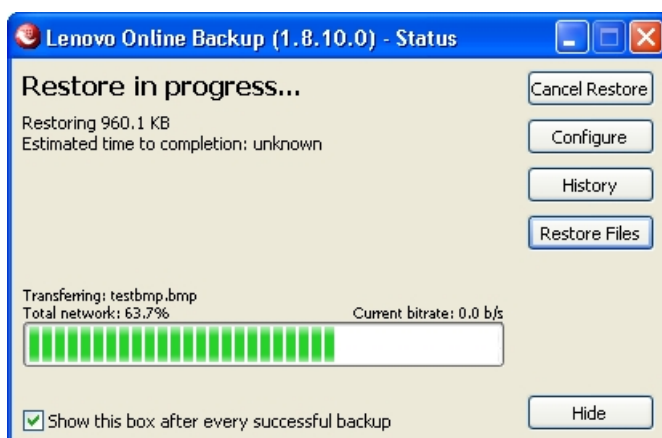 Lenovo Online Backup (1.8.10.0) - Status
Restore in progress...
Restoring 960.1 KB
Estimated time to completion: unknown
Cancel Restore
Configure
History
Restore Files
Transferring: testbmp.bmp
Total network: 63.7% Current bitrate: 0.0 b/s
Show this box after every successful backup
Hide